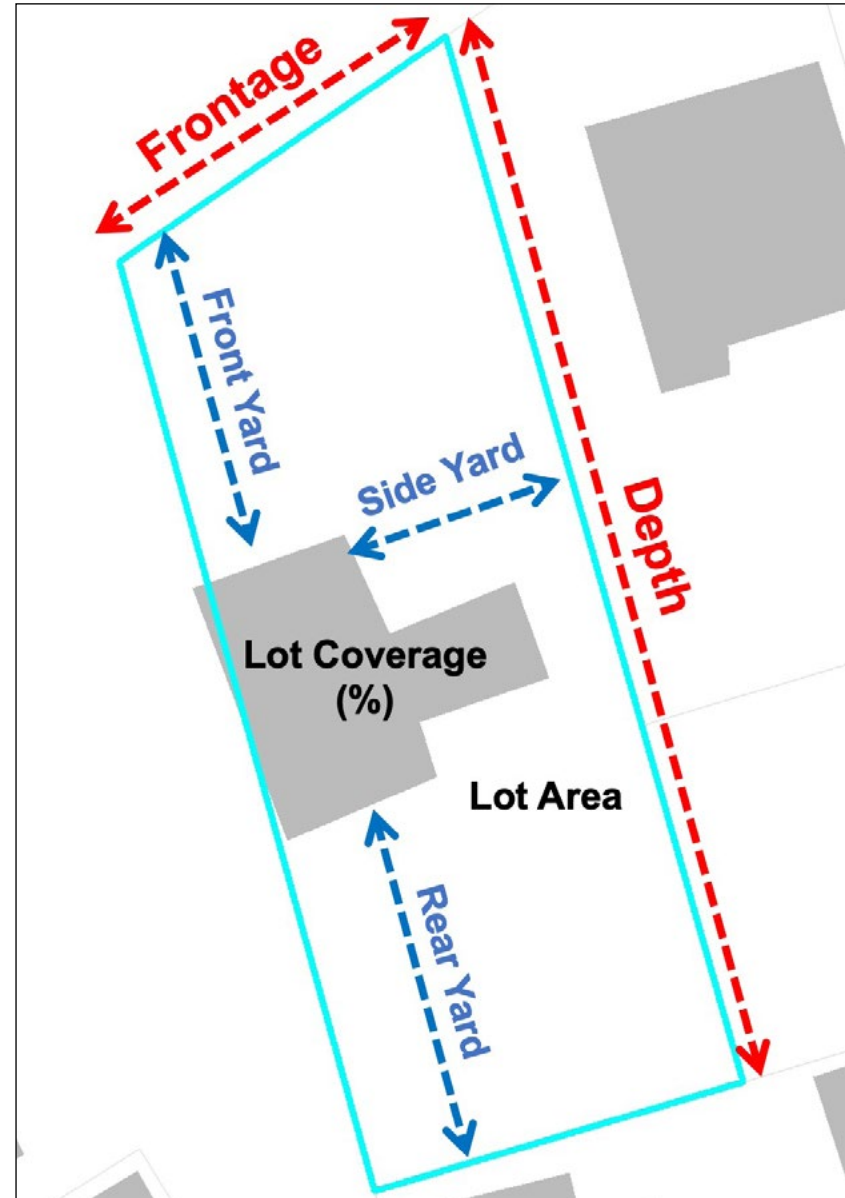 Frontage
Front Yard
Side Yard
Depth
Lot Coverage
(%)
Lot Area
Rear Yard